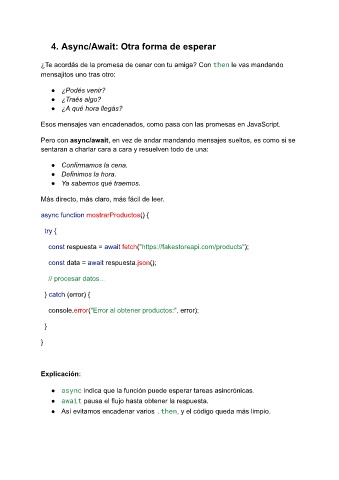 4. Async/Await: Otra forma de esperar
¿Te acordás de la promesa de cenar con tu amiga? Con then le vas mandando
mensajitos uno tras otro:
● ¿Podés venir?
● ¿Traés algo?
● ¿A qué hora llegás?
Esos mensajes van encadenados, como pasa con las promesas en JavaScript.
Pero con async/await, en vez de andar mandando mensajes sueltos, es como si se
sentaran a charlar cara a cara y resuelven todo de una:
● Confirmamos la cena.
● Definimos la hora.
● Ya sabemos qué traemos.
Más directo, más claro, más fácil de leer.
async function mostrarProductos() {
try {
const respuesta = await fetch("https://fakestoreapi.com/products");
const data = await respuesta.json();
// procesar datos...
} catch (error) {
console.error("Error al obtener productos:", error);
}
}
Explicación:
● async indica que la función puede esperar tareas asincrónicas.
● await pausa el flujo hasta obtener la respuesta.
● Así evitamos encadenar varios .then, y el código queda más limpio.